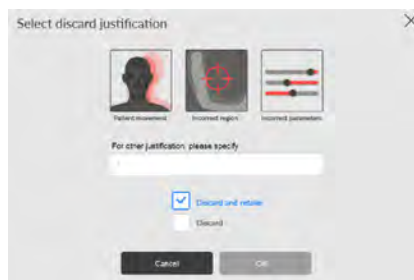 Select discard justification
Patient movement
Incorrect region
Incorrect parameters
For other justification, please specify
Discard and retake
Discard
Cancel
OK